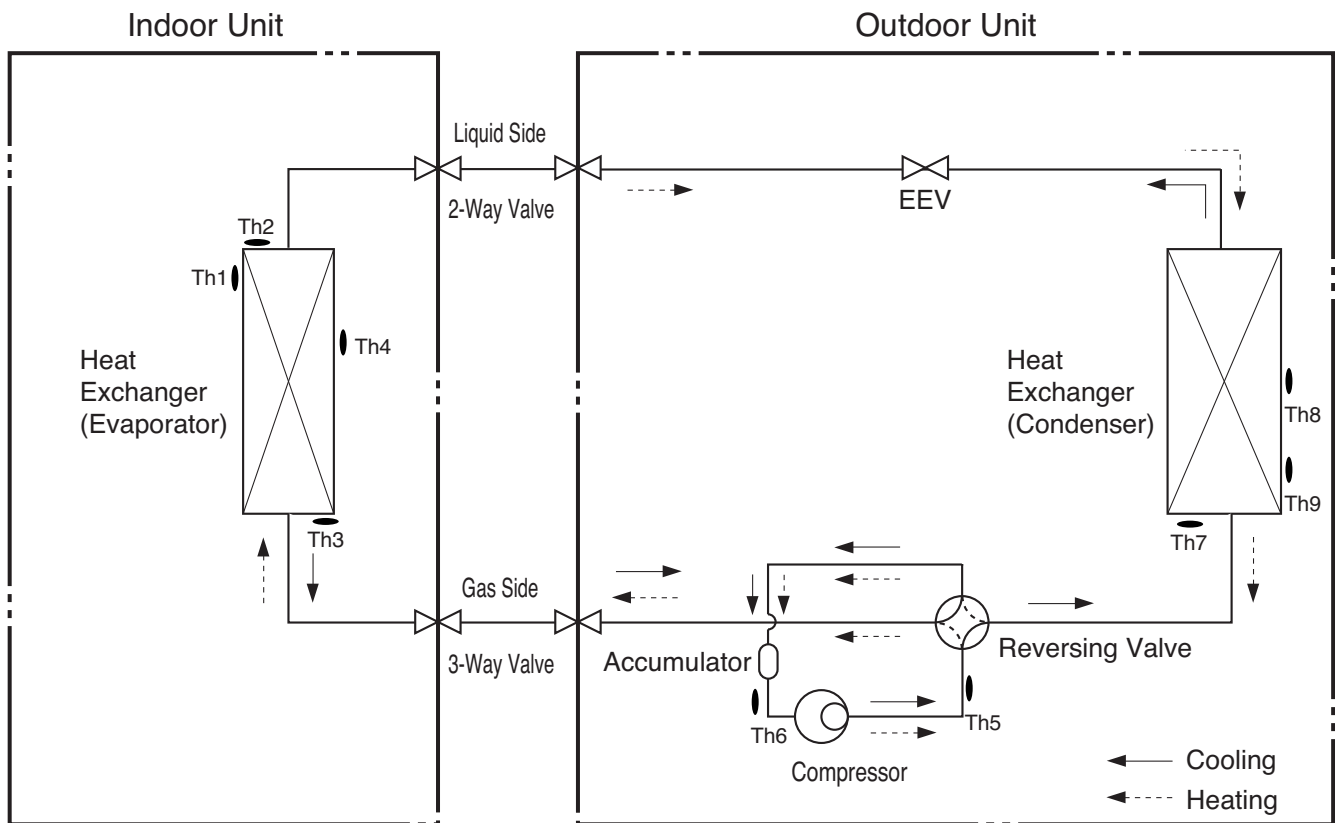 Indoor Unit
Outdoor Unit
Liquid Side
2-Way Valve
EEV
Th2
Th1
Th4
Heat
Exchanger
(Evaporator)
Th3
Heat
Exchanger
(Condenser)
Th8
Th9
Th7
Gas Side
3-Way Valve
Accumulator
Reversing Valve
Th6
Th5
Compressor
Cooling
Heating